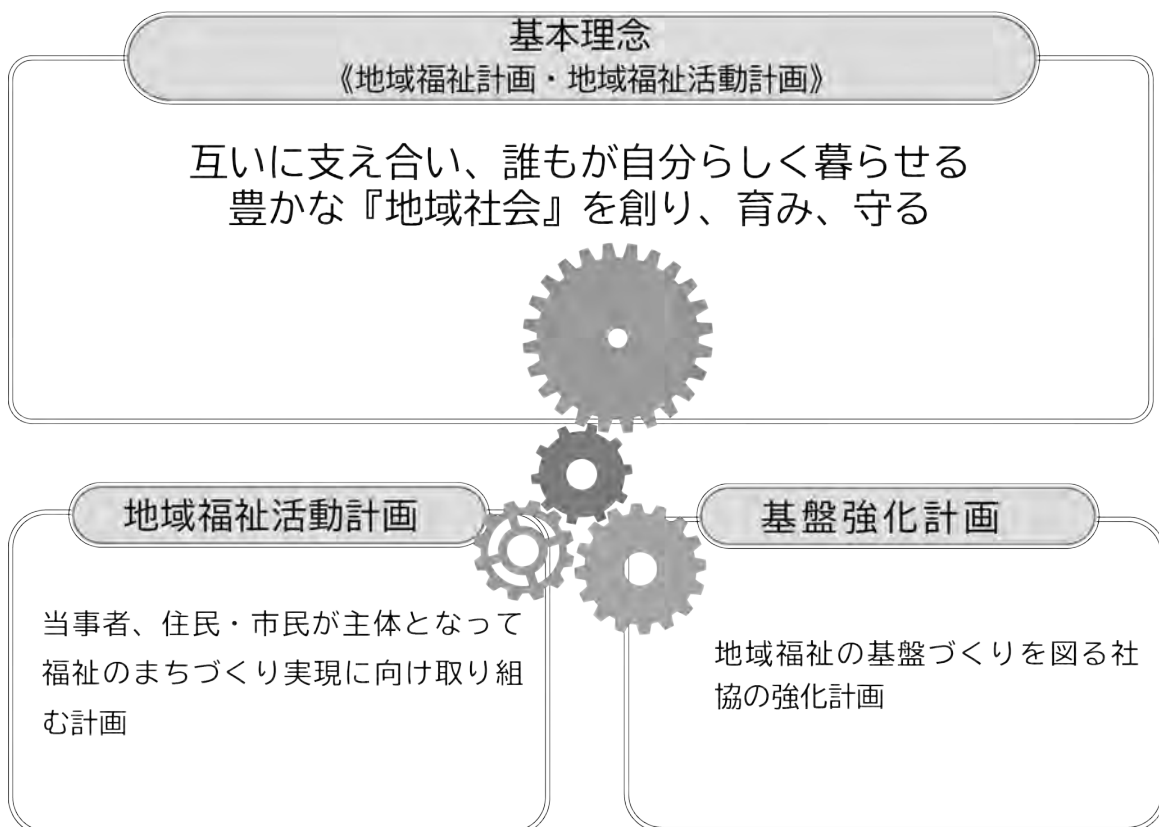 基本理念
《地域福祉計画・地域福祉活動計画》
互いに支え合い、誰もが自分らしく暮らせる
豊かな『地域社会』を創り、育み、守る
地域福祉活動計画
当事者、住民・市民が主体となって
福祉のまちづくり実現に向け取り組
む計画
基盤強化計画
地域福祉の基盤づくりを図る社
協の強化計画